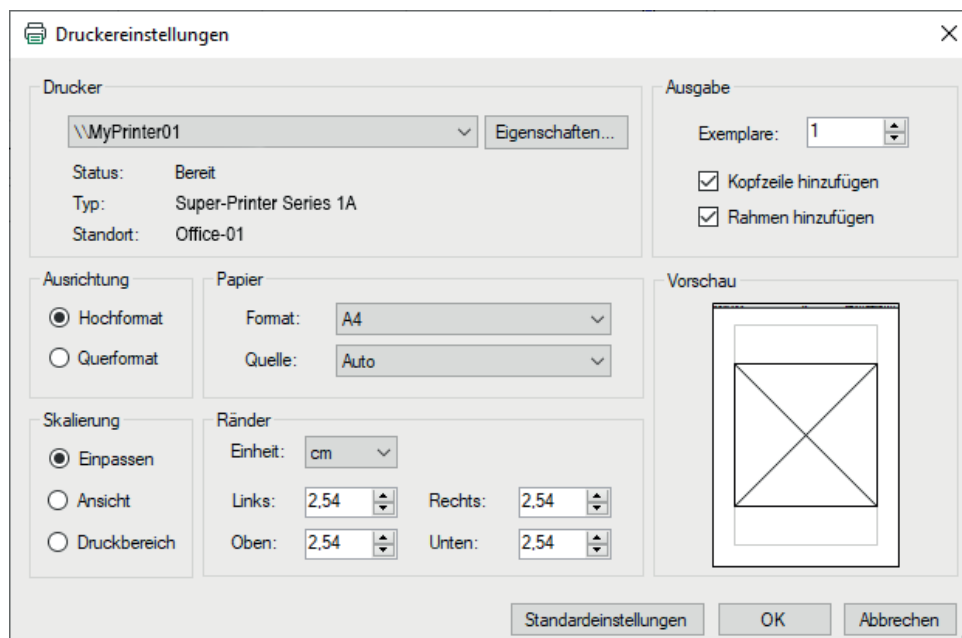 Druckereinstellungen
Drucker
\\MyPrinter01
Eigenschaften...
Status: Bereit
Typ: Super-Printer Series 1A
Standort: Office-01
Ausgabe
Exemplare: 1
Kopfzeile hinzufügen
Rahmen hinzufügen
Ausrichtung
Hochformat
Querformat
Papier
Format: A4
Quelle: Auto
Vorschau
Skalierung
Einpassen
Ansicht
Druckbereich
Ränder
Einheit: cm
Links: 2,54 Rechts: 2,54
Oben: 2,54 Unten: 2,54
Standardeinstellungen OK Abbrechen